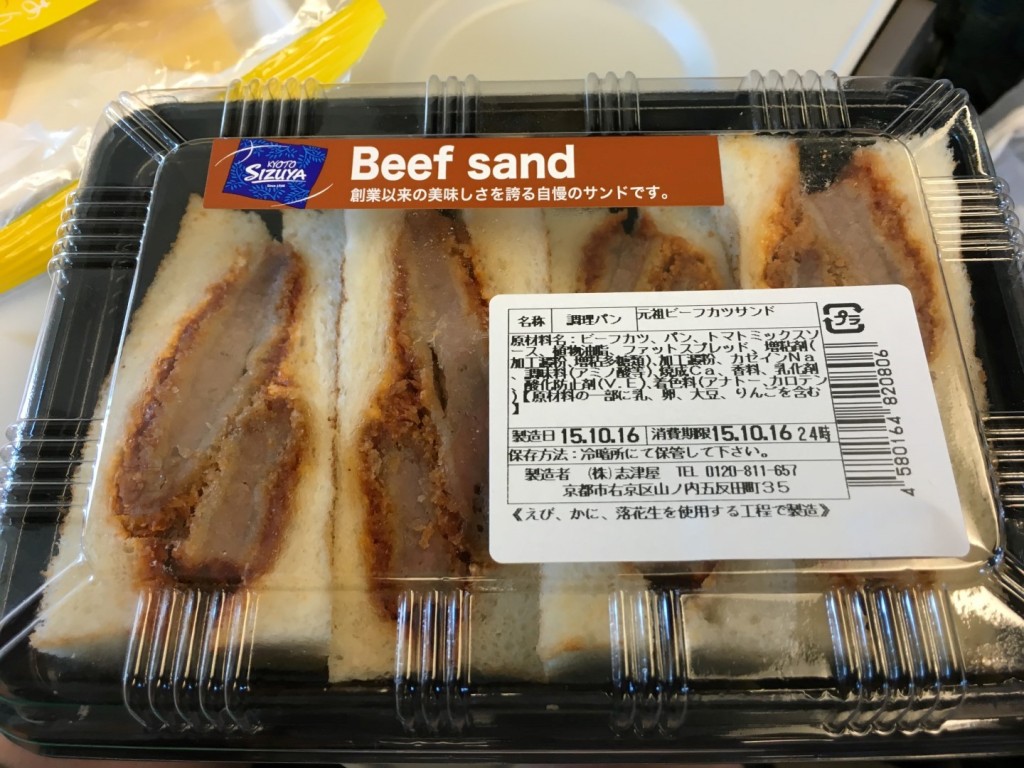 KYOTO
SIZUYA
Beef sand
創業以来の美味しさを誇る自慢のサンドです。
名称 調理パン 元祖ビーフカツサンド
プラ
原材料名:ビーフカツ、パン、トマトミックスソ
ース、植物油脂、ファットスプレッド、増粘剤(
加工澱粉、増粘多糖類)、加工澱粉、カゼインNa
、調味料(アミノ酸等)、焼成Ca、香料、乳化剤
、酸化防止剤(V.E)、着色料(アナトー、カロテン
)【原材料の一部に乳、卵、大豆、りんごを含む
】
製造日 15.10.16 消費期限 15.10.16 24時
保存方法:冷暗所にて保管して下さい。
製造者 (株)志津屋 TEL 0120-811-657
京都市右京区山ノ内五反田町35
《えび、かに、落花生を使用する工程で製造》
4 580164 820806